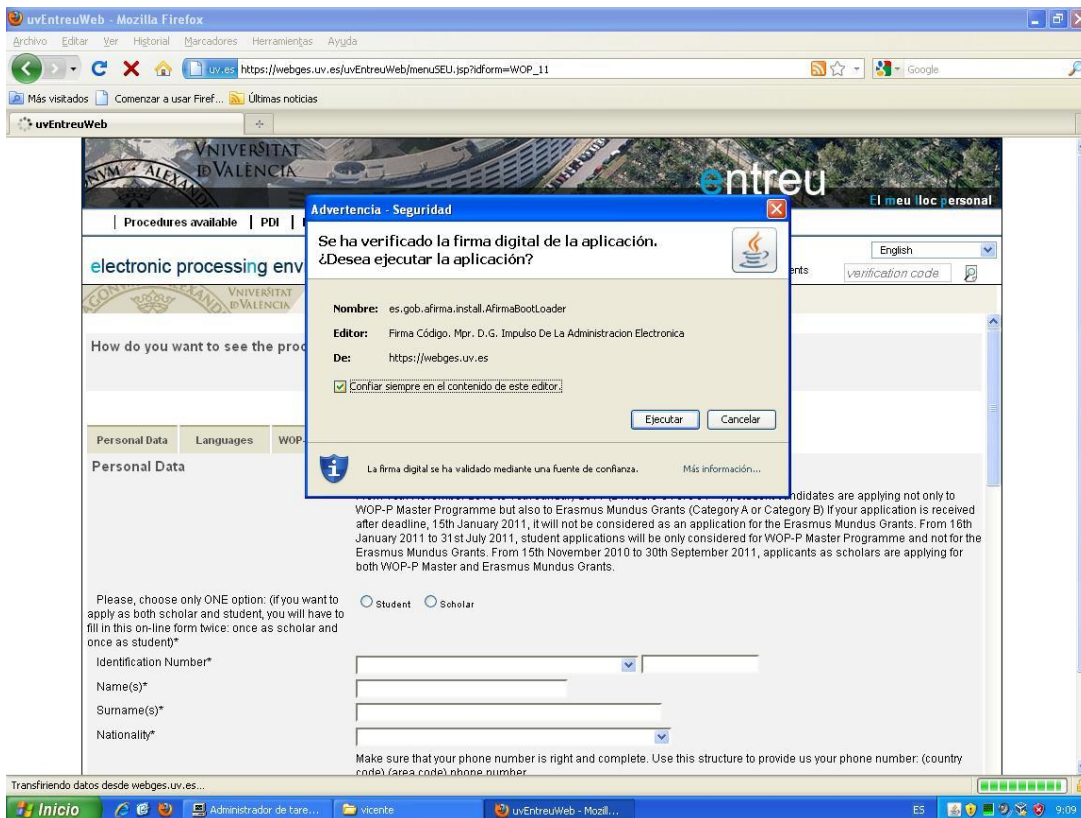 uvEntreuWeb - Mozilla Firefox
Archivo Editar Ver Historial Marcadores Herramientas Ayuda
uv.es https://webges.uv.es/uvEntreuWeb/menuSEU.jsp?idform=WOP_11
Google
Más visitados Comenzar a usar Firef... Últimas noticias
uvEntreuWeb
VNIVERSITAT
ID VALÈNCIA
entreu
El meu lloc personal
Procedures available | PDI |
English
electronic processing env
verification code
VNIVERSITAT
ID VALÈNCIA
How do you want to see the proc
Advertencia - Seguridad
Se ha verificado la firma digital de la aplicación.
¿Desea ejecutar la aplicación?
Nombre: es.gob.afirma.install.AfirmaBootLoader
Editor: Firma Código. Mpr. D.G. Impulso De La Administracion Electronica
De: https://webges.uv.es
Confiar siempre en el contenido de este editor.
Ejecutar Cancelar
La firma digital se ha validado mediante una fuente de confianza. Más información...
Personal Data Languages WOP-
Personal Data
WOP-P Master Programme but also to Erasmus Mundus Grants (Category A or Category B) If your application is received
after deadline, 15th January 2011, it will not be considered as an application for the Erasmus Mundus Grants. From 16th
January 2011 to 31st July 2011, student applications will be only considered for WOP-P Master Programme and not for the
Erasmus Mundus Grants. From 15th November 2010 to 30th September 2011, applicants as scholars are applying for
both WOP-P Master and Erasmus Mundus Grants.
Please, choose only ONE option: (if you want to
apply as both scholar and student, you will have to
fill in this on-line form twice: once as scholar and
once as student)*
Student Scholar
Identification Number*
Name(s)*
Surname(s)*
Nationality*
Make sure that your phone number is right and complete. Use this structure to provide us your phone number: (country
code) (area code) phone number
Transfiriendo datos desde webges.uv.es...
Inicio Administrador de tare... vicente uvEntreuWeb - Mozill... ES 9:09